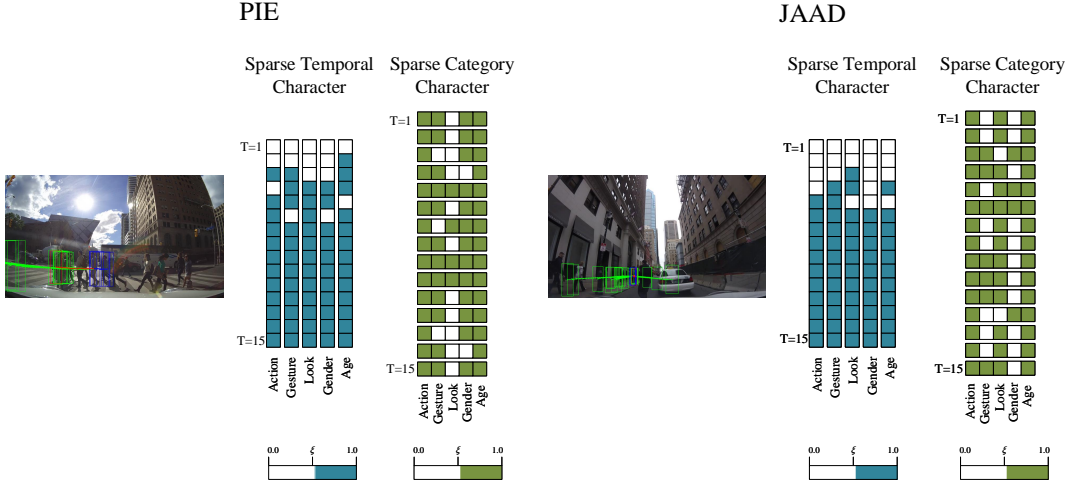 PIE
JAAD
Sparse Temporal
Character
Sparse Category
Character
Sparse Temporal
Character
Sparse Category
Character
T=1
T=15
Action
Gesture
Look
Gender
Age
T=1
T=15
Action
Gesture
Look
Gender
Age
T=1
T=15
Action
Gesture
Look
Gender
Age
T=1
T=15
Action
Gesture
Look
Gender
Age
0.0 ξ 1.0
0.0 ξ 1.0
0.0 ξ 1.0
0.0 ξ 1.0